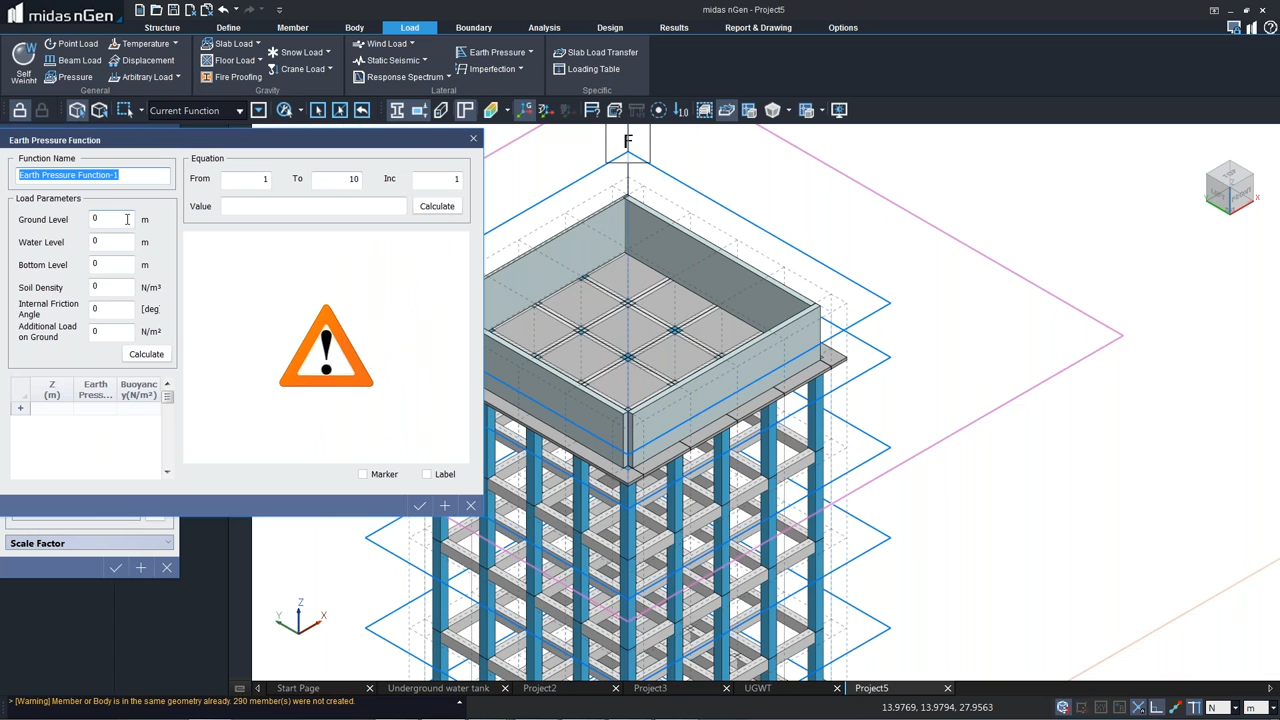 midas nGen
midas nGen - Project5
Structure Define Member Body Load Boundary Analysis Design Results Report & Drawing Members Options
Self Weight
Point Load Temperature Slab Load Snow Load Wind Load Earth Pressure Slab Load Transfer
Beam Load Displacement Floor Load Crane Load Static Seismic Imperfection Loading Table
Pressure Arbitrary Load Fire Proofing Response Spectrum
General Gravity Lateral Specific
Current Function
Earth Pressure Function
Function Name
Earth Pressure Function-1
Equation
From 1 To 10 Inc 1
Value Calculate
Load Parameters
Ground Level 0 m
Water Level 0 m
Bottom Level 0 m
Soil Density 0 N/m³
Internal Friction Angle 0 [deg]
Additional Load on Ground 0 N/m²
Calculate
Z (m) Earth Press... Buoyanc y(N/m²)
Marker Label
Scale Factor
F
TOP
LEFT FRONT
Z
Y X
Start Page Underground water tank Project2 Project3 UGWT Project5
> [Warning] Member or Body is in the same geometry already. 290 member(s) were not created.
13.9769, 13.9794, 27.9563
N m